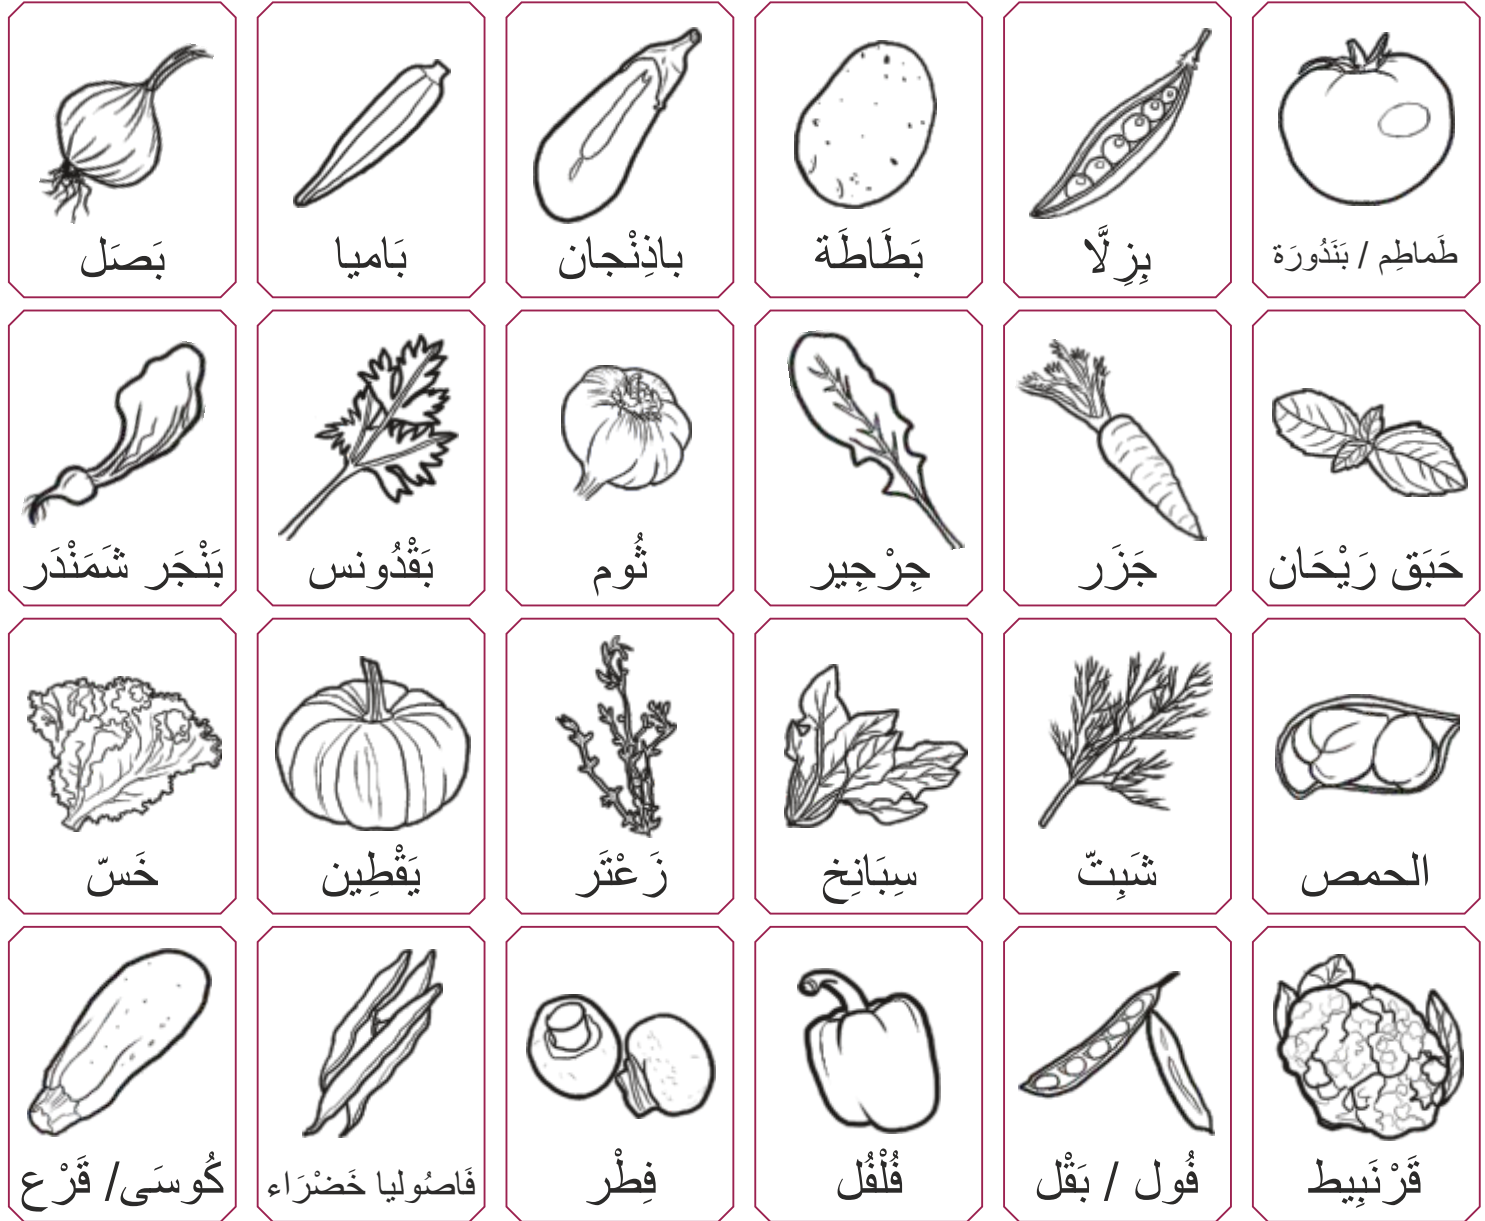 طَماطِم / بَنَدُورَة
بِزِلَّا
بَطَاطَة
باذِنْجان
بَاميا
بَصَل
حَبَق رَيْحَان
جَزَر
جِرْجِير
ثُوم
بَقْدُونس
بَنْجَر شَمَنْدَر
الحمص
شَبِتّ
سِبَانِخ
زَعْتَر
يَقْطِين
خَسّ
قَرْنَبِيط
فُول / بَقْل
فُلْفُل
فِطْر
فَاصُوليا خَضْرَاء
كُوسَى/ قَرْع